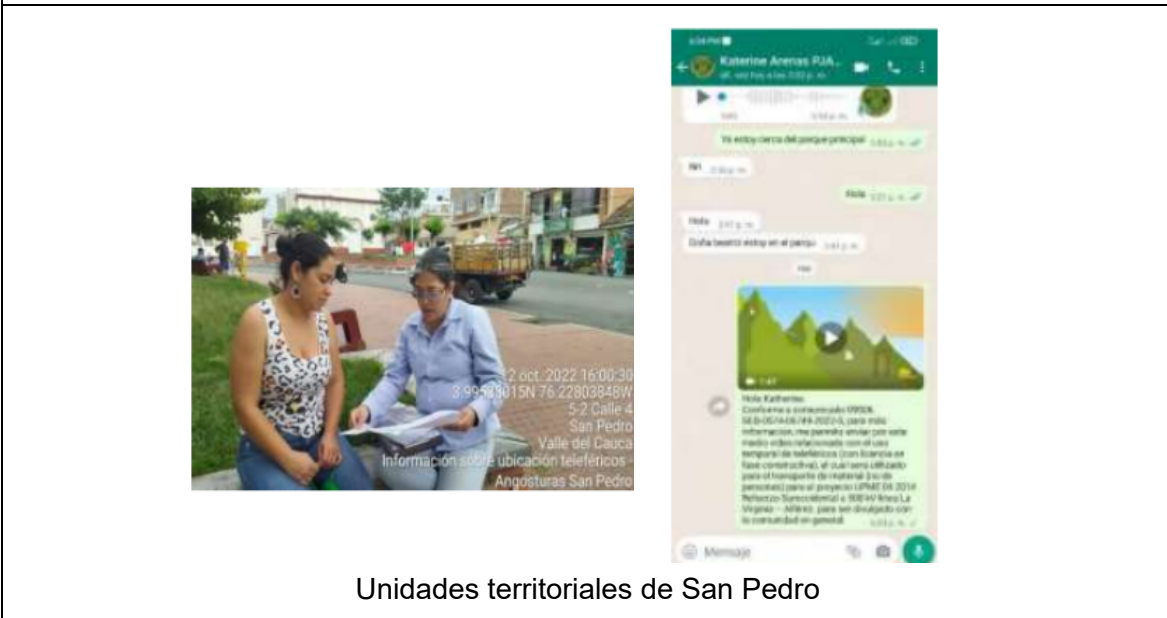 12 oct. 2022 16:00:30
76.22803848W
5-2 Calle 4
San Pedro
Valle del Cauca
Información sobre ubicación teleféricos -
Angosturas San Pedro
Katerine Arenas
Ya estoy cerca del parque principal
Hola
Hola
Doña beatriz estoy en el parque
Hola Katherine
Conforme a comunicado
para más
información, me permito enviar por este
medio video relacionado con el uso
temporal de teleféricos (con licencia en
fase constructiva), el cual será utilizado
para el transporte de material (no de
personas) para el proyecto UPME 04 2014
Refuerzo Suroccidental a 500 kV línea La
Virginia – Alférez, para ser divulgado con
la comunidad en general.
Mensaje
Unidades territoriales de San Pedro